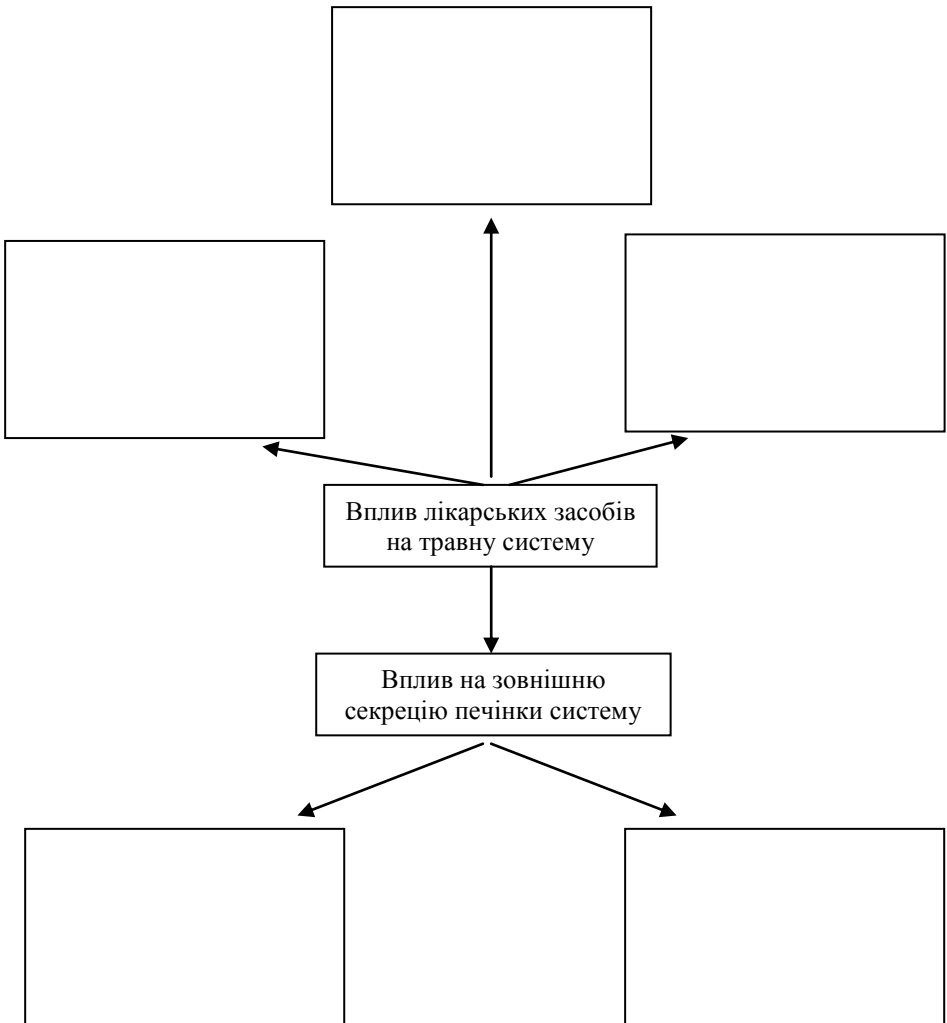 Вплив лікарських засобів
на травну систему
Вплив на зовнішню
секрецію печінки систему